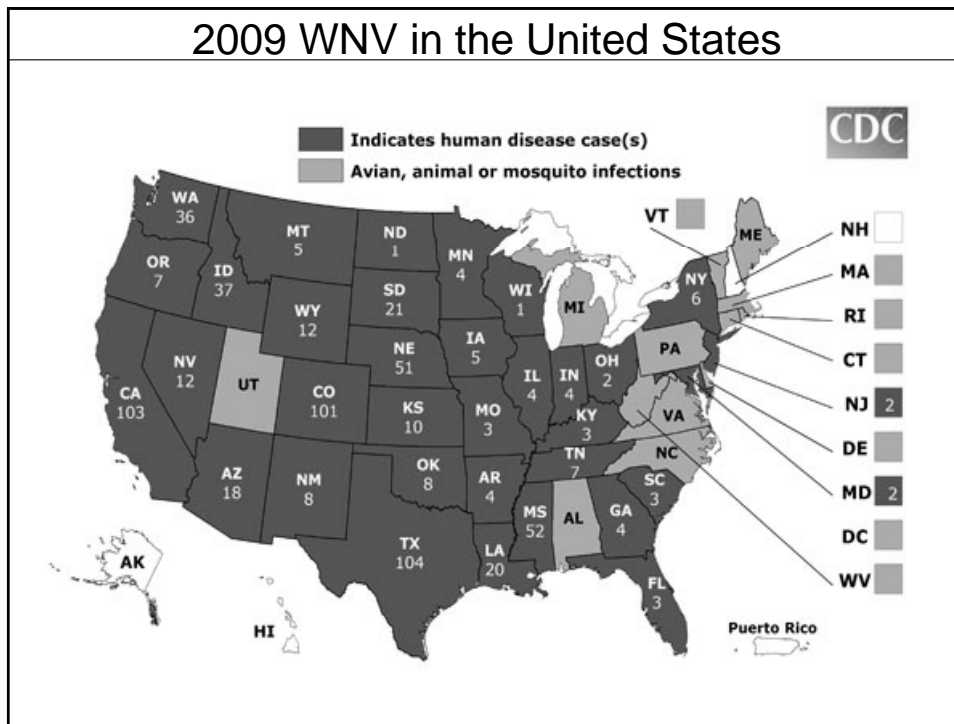 2009 WNV in the United States
CDC
Indicates human disease case(s)
Avian, animal or mosquito infections
WA
36
MT
5
ND
1
MN
4
VT
ME
NH
OR
7
ID
37
SD
21
WI
1
MI
NY
6
MA
WY
12
RI
NV
12
UT
NE
51
IA
5
PA
CT
CA
103
CO
101
IL
4
IN
4
OH
2
NJ 2
KS
10
MO
3
KY
3
VA
DE
AZ
18
NM
8
OK
8
AR
4
TN
7
NC
MD 2
SC
3
MS
52
AL
GA
4
DC
TX
104
LA
20
WV
AK
FL
3
HI
Puerto Rico